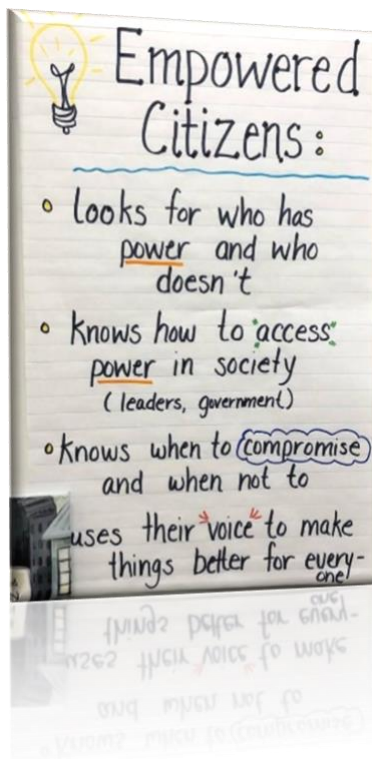 Empowered
Citizens:
• looks for who has
power and who
doesn't
• knows how to "access"
power in society
(leaders, government)
• knows when to compromise
and when not to
uses their "voice" to make
things better for every-
one!